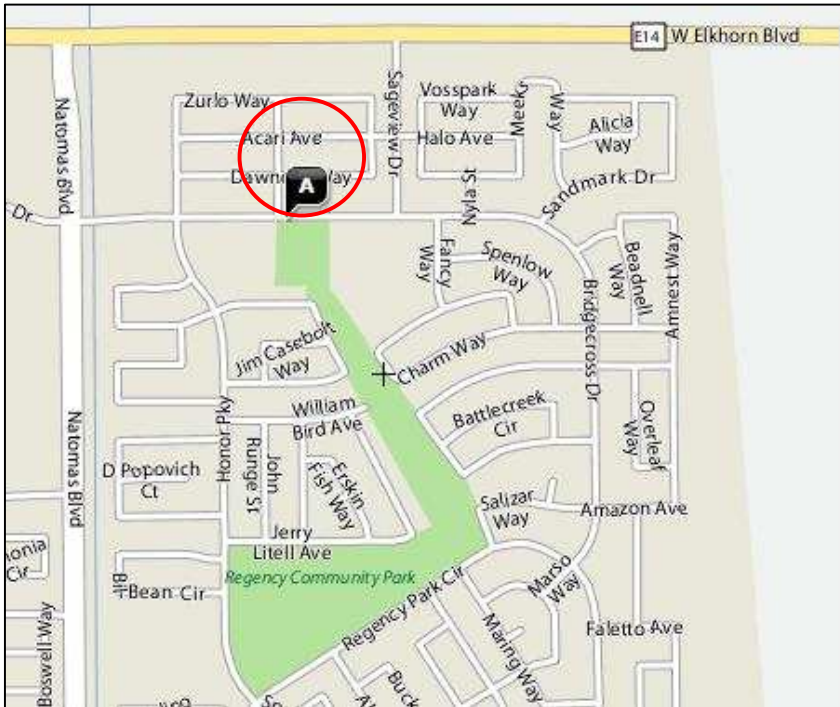 E14 W Elkhorn Blvd
Natomas Blvd
Zurlo Way
Sageview Dr
Vosspark
Way
Meeks
Way
Alicia
Way
Acari Ave
Halo Ave
Way
A
Nyla St
Sandmark Dr
Dr
Fancy
Way
Spenlow
Way
Bridgecross Dr
Beadnell
Way
Amnest Way
Jim Casebolt
Way
Charm Way
Honor Pky
William
Bird Ave
Battlecreek
Cir
Overleaf
Way
Natomas Blvd
D Popovich
Ct
John
Runge St
Erskin
Fish Way
Salizar
Way
Amazon Ave
Jerry
Litell Ave
Cir
Regency Community Park
Bean Cir
Regency Park Cir
Marso
Way
Boswell Way
Maring Way
Faletto Ave
Buck